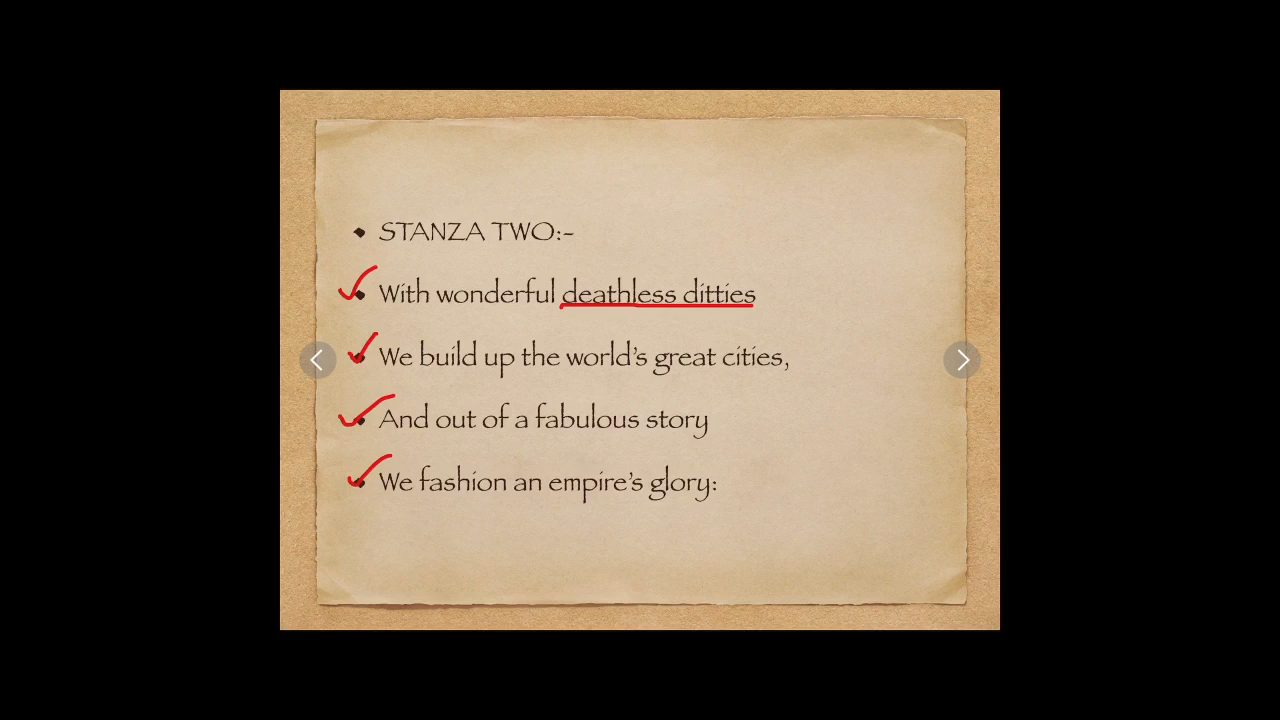 STANZA TWO:-
With wonderful deathless ditties
We build up the world's great cities,
And out of a fabulous story
We fashion an empire's glory: